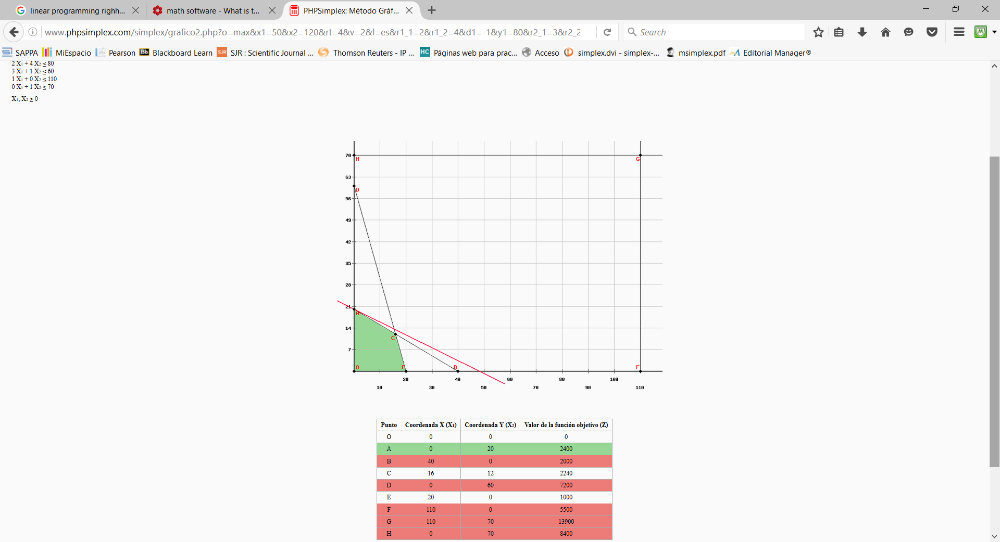 linear programming righh...
math software - What is t...
PHPSimplex: Método Gráf...
www.phpsimplex.com/simplex/grafico2.php?o=max&x1=50&x2=120&rt=4&v=2&l=es&r1_1=2&r1_2=4&d1=-1&y1=80&r2_1=3&r2_2
Search
SAPPA MiEspacio Pearson Bb Blackboard Learn SJR SJR : Scientific Journal ... Thomson Reuters - IP ... HC Páginas web para prac... Acceso simplex.dvi - simplex-... msimplex.pdf Editorial Manager®
2 X1 + 4 X2 ≤ 80
3 X1 + 1 X2 ≤ 60
1 X1 + 0 X2 ≤ 110
0 X1 + 1 X2 ≤ 70
X1, X2 ≥ 0
70 H G
63
D
56
49
42
35
28
21
A
14
C
7
O E B F
20 40 60 80 100
10 30 50 70 90 110
Punto Coordenada X (X1) Coordenada Y (X2) Valor de la función objetivo (Z)
O 0 0 0
A 0 20 2400
B 40 0 2000
C 16 12 2240
D 0 60 7200
E 20 0 1000
F 110 0 5500
G 110 70 13900
H 0 70 8400